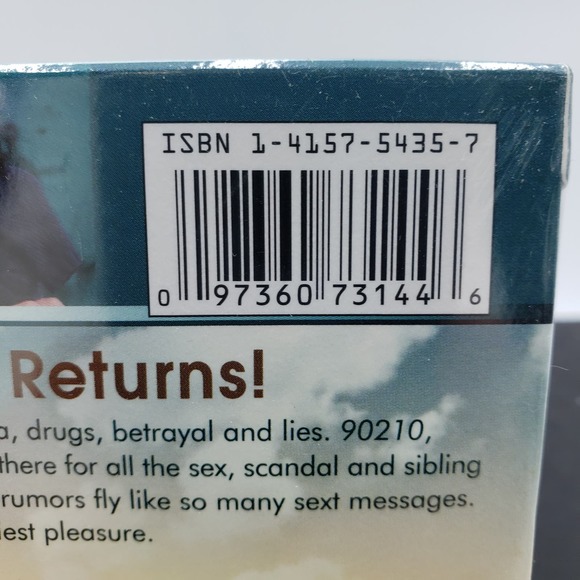 ISBN 1-4157-5435-7
0 97360 73144 6
Returns!
drugs, betrayal and lies. 90210,
there for all the sex, scandal and sibling
rumors fly like so many sext messages.
pleasure.